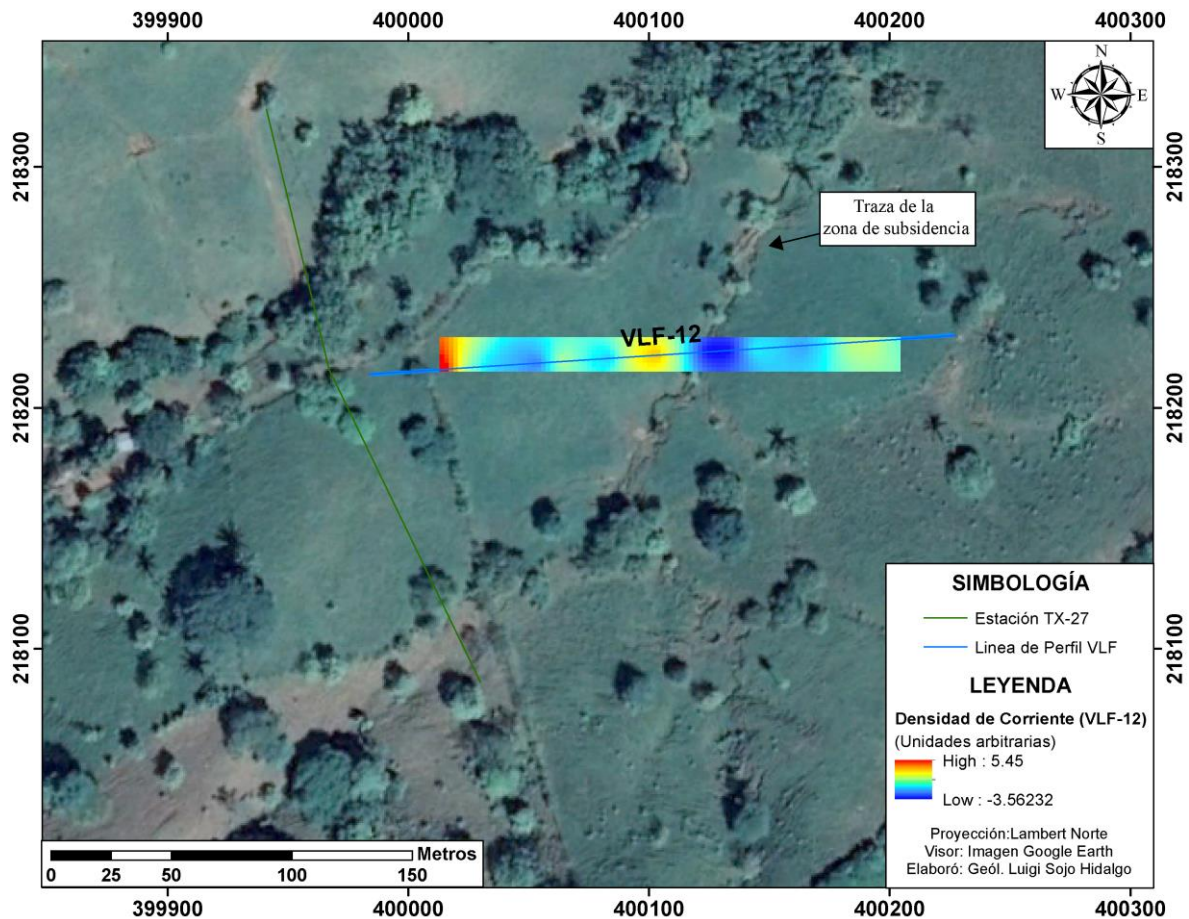 399900
400000
400100
400200
400300
N
W
E
S
218300
218300
Traza de la
zona de subsidencia
VLF-12
218200
218200
218100
218100
SIMBOLOGÍA
Estación TX-27
Linea de Perfil VLF
LEYENDA
Densidad de Corriente (VLF-12)
(Unidades arbitrarias)
High : 5.45
Low : -3.56232
Proyección:Lambert Norte
Visor: Imagen Google Earth
Elaboró: Geól. Luigi Sojo Hidalgo
Metros
0 25 50 100 150
399900
400000
400100
400200
400300